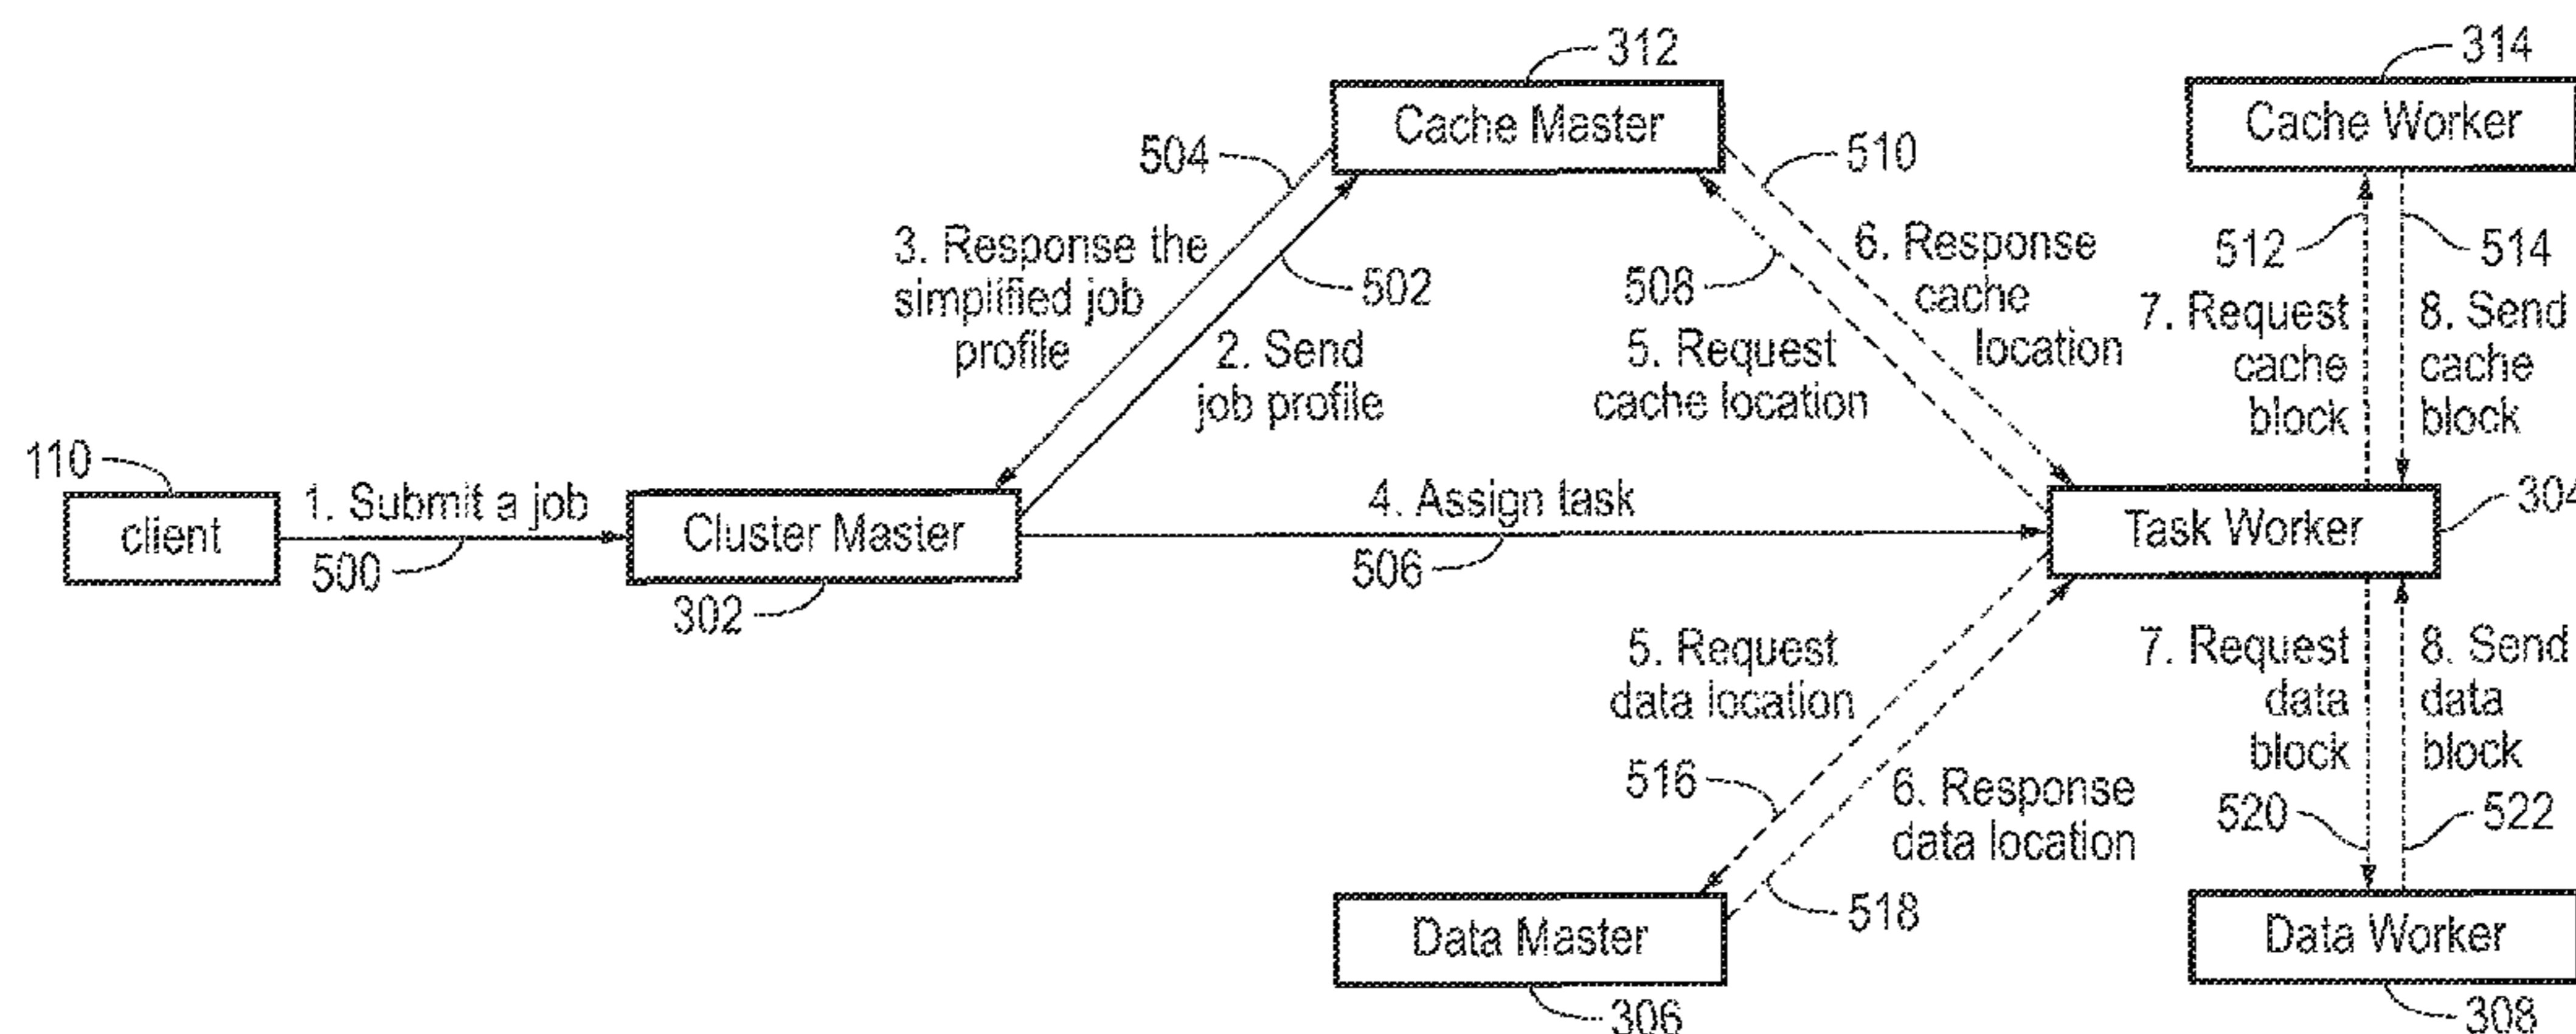 312
314
Cache Master
Cache Worker
504
510
3. Response the
simplified job
profile
502
2. Send
job profile
508
6. Response
cache
location
5. Request
cache location
512
514
7. Request
cache
block
8. Send
cache
block
110
client
1. Submit a job
500
Cluster Master
302
4. Assign task
506
Task Worker
304
5. Request
data location
516
6. Response
data location
518
7. Request
data
block
8. Send
data
block
520
522
Data Master
306
Data Worker
308